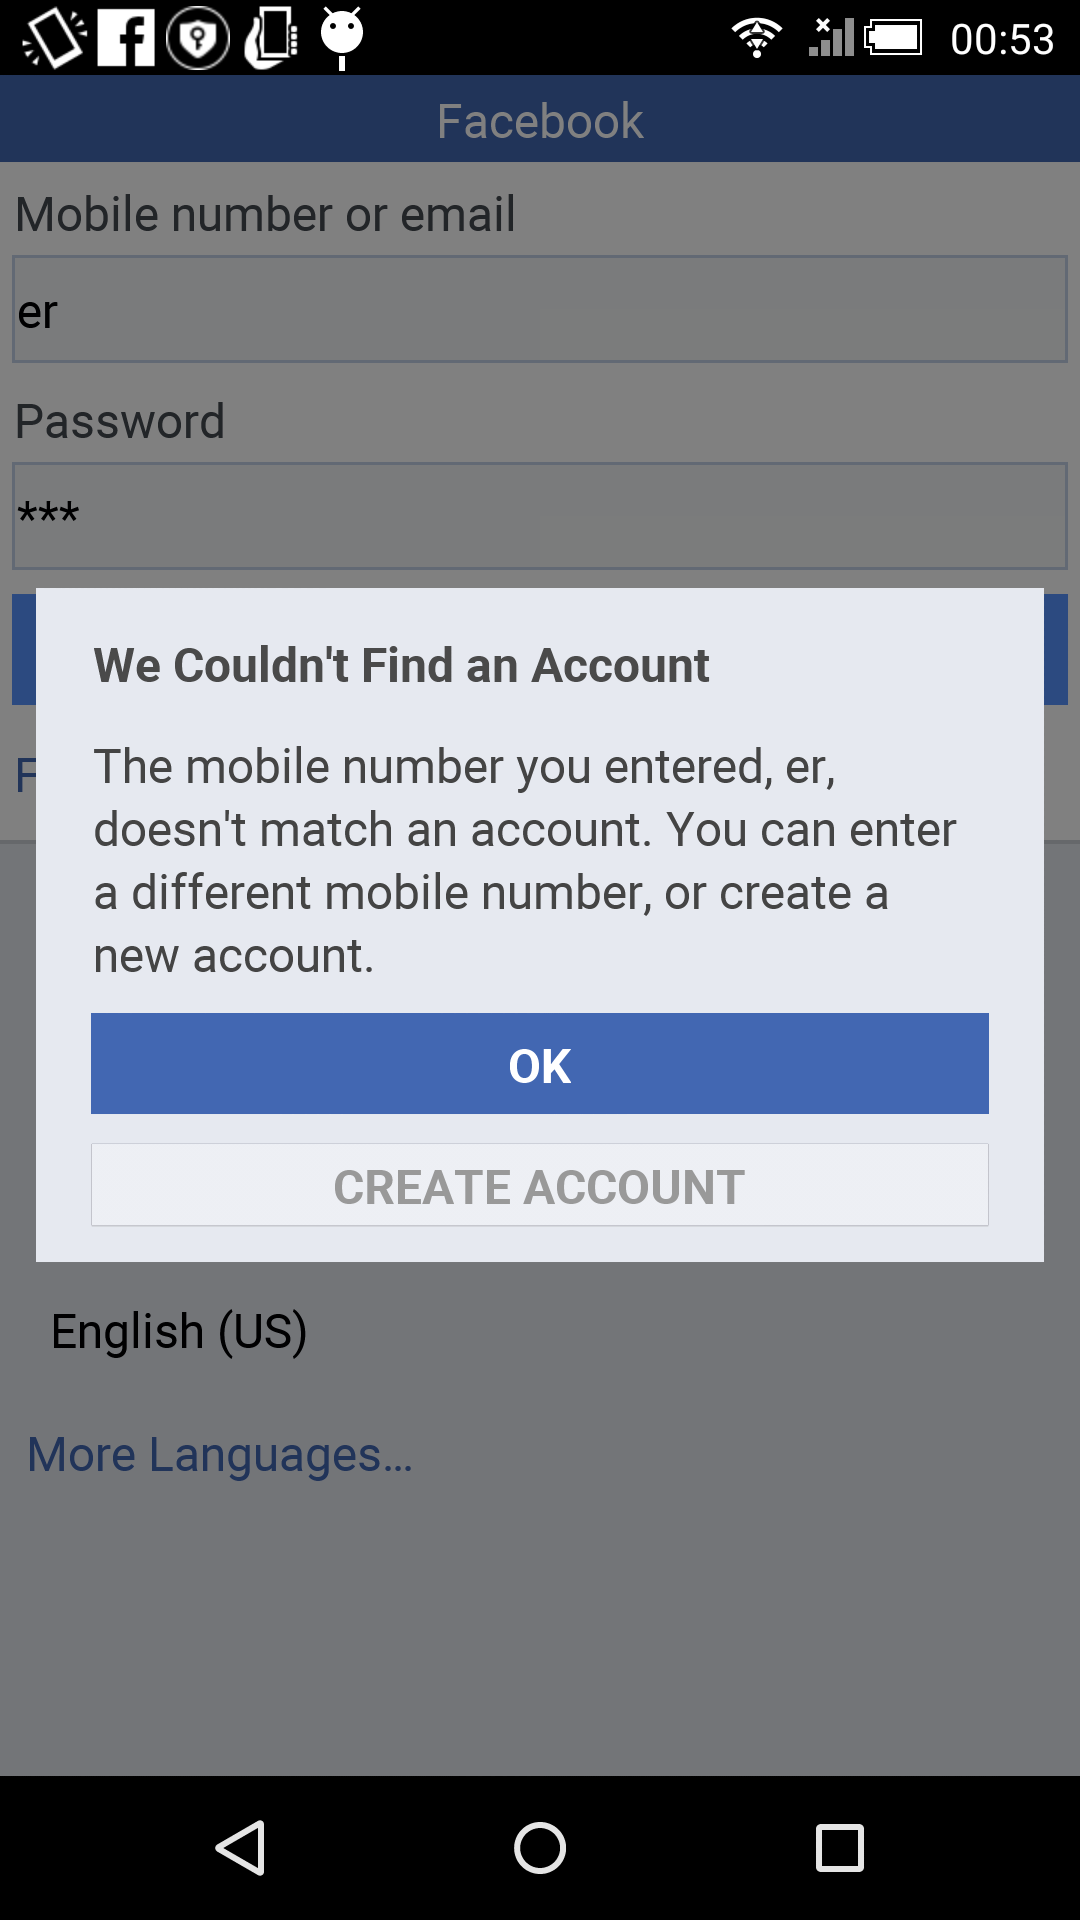 00:53
Facebook
Mobile number or email
er
Password
***
F
We Couldn't Find an Account
The mobile number you entered, er,
doesn't match an account. You can enter
a different mobile number, or create a
new account.
OK
CREATE ACCOUNT
English (US)
More Languages...